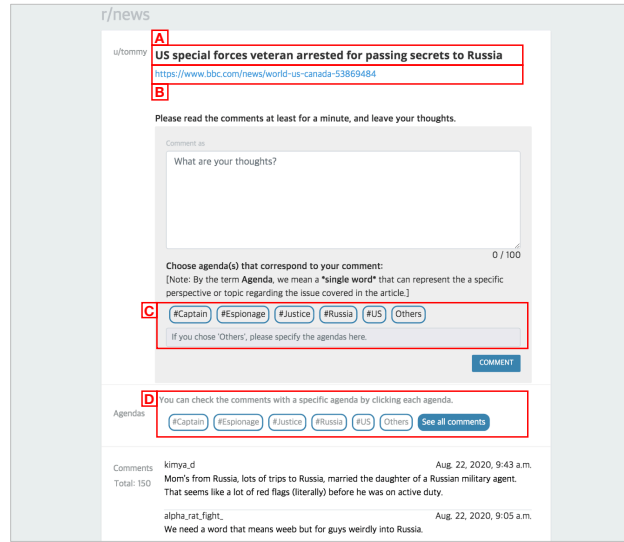 r/news
A
u/tommy
US special forces veteran arrested for passing secrets to Russia
https://www.bbc.com/news/world-us-canada-53869484
B
Please read the comments at least for a minute, and leave your thoughts.
Comment as
What are your thoughts?
0 / 100
Choose agenda(s) that correspond to your comment:
[Note: By the term Agenda, we mean a *single word* that can represent the a specific
perspective or topic regarding the issue covered in the article.]
C
#Captain #Espionage #Justice #Russia #US Others
If you chose 'Others', please specify the agendas here.
COMMENT
D
You can check the comments with a specific agenda by clicking each agenda.
Agendas
#Captain #Espionage #Justice #Russia #US Others See all comments
Comments
Total: 150
kimya_d Aug. 22, 2020, 9:43 a.m.
Mom's from Russia, lots of trips to Russia, married the daughter of a Russian military agent.
That seems like a lot of red flags (literally) before he was on active duty.
alpha_rat_fight_ Aug. 22, 2020, 9:05 a.m.
We need a word that means weeb but for guys weirdly into Russia.